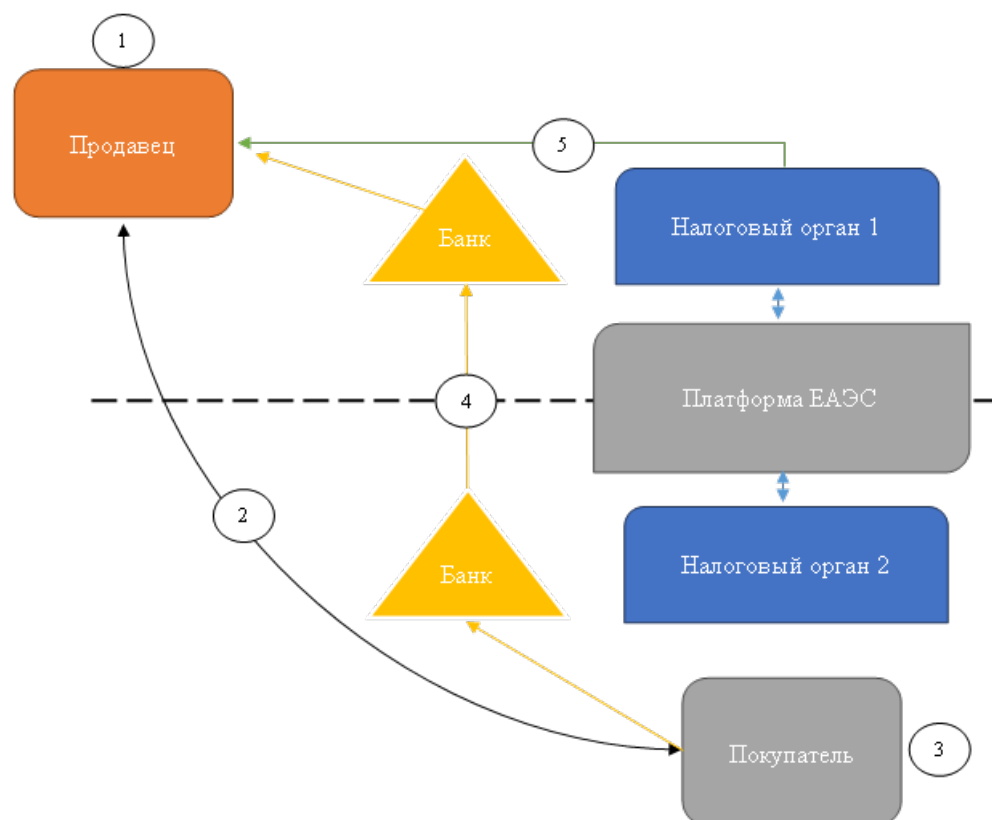 1
Продавец
5
Банк
Налоговый орган 1
4
Платформа ЕАЭС
2
Банк
Налоговый орган 2
Покупатель
3